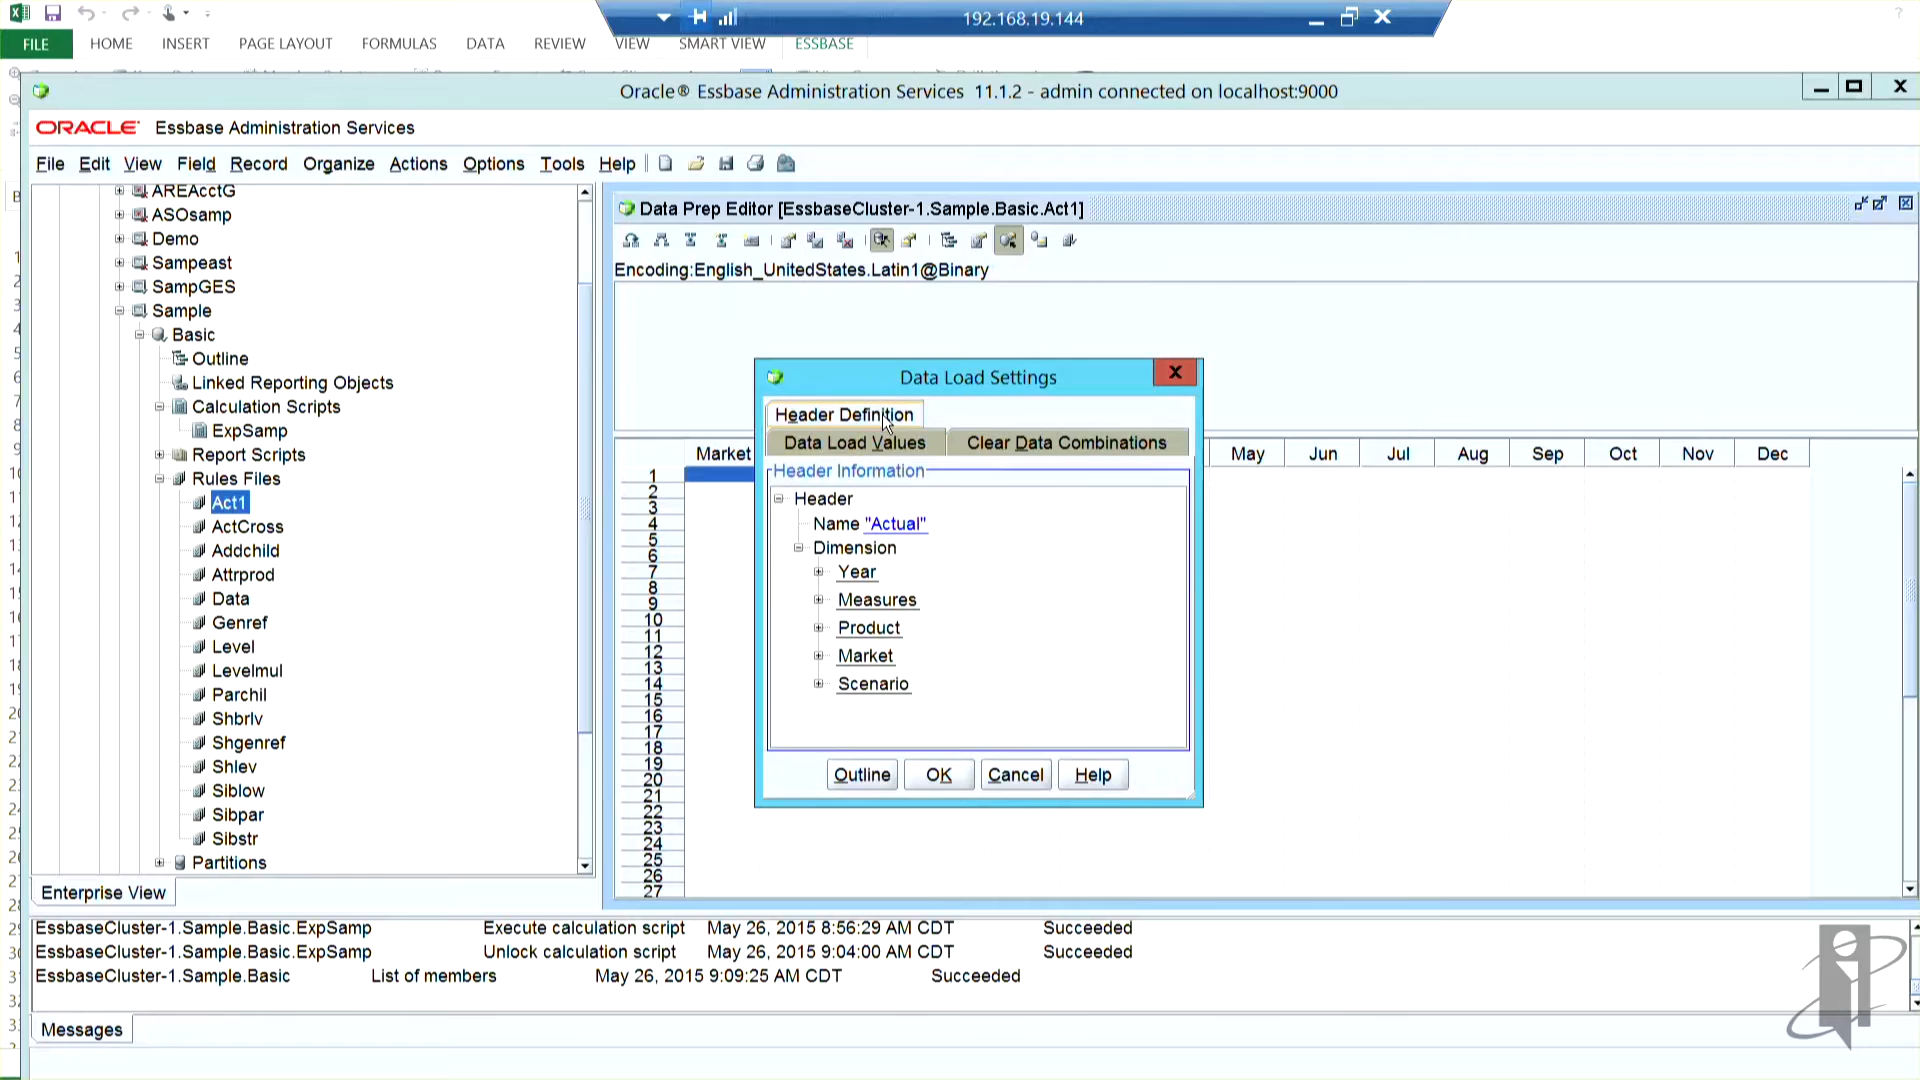 192.168.19.144
FILE HOME INSERT PAGE LAYOUT FORMULAS DATA REVIEW VIEW SMART VIEW ESSBASE
Oracle® Essbase Administration Services 11.1.2 - admin connected on localhost:9000
ORACLE Essbase Administration Services
File Edit View Field Record Organize Actions Options Tools Help
AREAcctG
ASOsamp
Demo
Sampeast
SampGES
Sample
Basic
Outline
Linked Reporting Objects
Calculation Scripts
ExpSamp
Report Scripts
Rules Files
Act1
ActCross
Addchild
Attrprod
Data
Genref
Level
Levelmul
Parchil
Shbrlv
Shgenref
Shlev
Siblow
Sibpar
Sibstr
Partitions
Enterprise View
Data Prep Editor [EssbaseCluster-1.Sample.Basic.Act1]
Encoding:English_UnitedStates.Latin1@Binary
Market May Jun Jul Aug Sep Oct Nov Dec
1
2
3
4
5
6
7
8
9
10
11
12
13
14
15
16
17
18
19
20
21
22
23
24
25
26
27
Data Load Settings
Header Definition
Data Load Values Clear Data Combinations
Header Information
Header
Name "Actual"
Dimension
Year
Measures
Product
Market
Scenario
Outline OK Cancel Help
EssbaseCluster-1.Sample.Basic.ExpSamp Execute calculation script May 26, 2015 8:56:29 AM CDT Succeeded
EssbaseCluster-1.Sample.Basic.ExpSamp Unlock calculation script May 26, 2015 9:04:00 AM CDT Succeeded
EssbaseCluster-1.Sample.Basic List of members May 26, 2015 9:09:25 AM CDT Succeeded
Messages